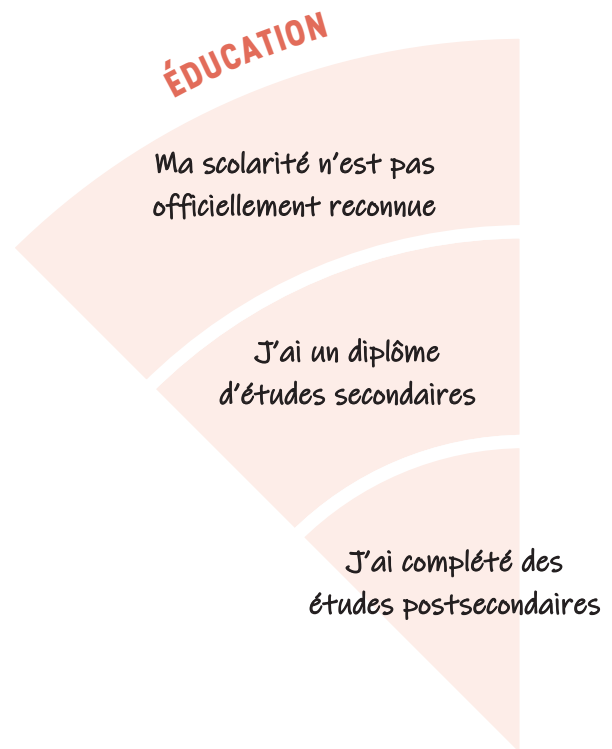 ÉDUCATION
Ma scolarité n'est pas
officiellement reconnue
J'ai un diplôme
d'études secondaires
J'ai complété des
études postsecondaires